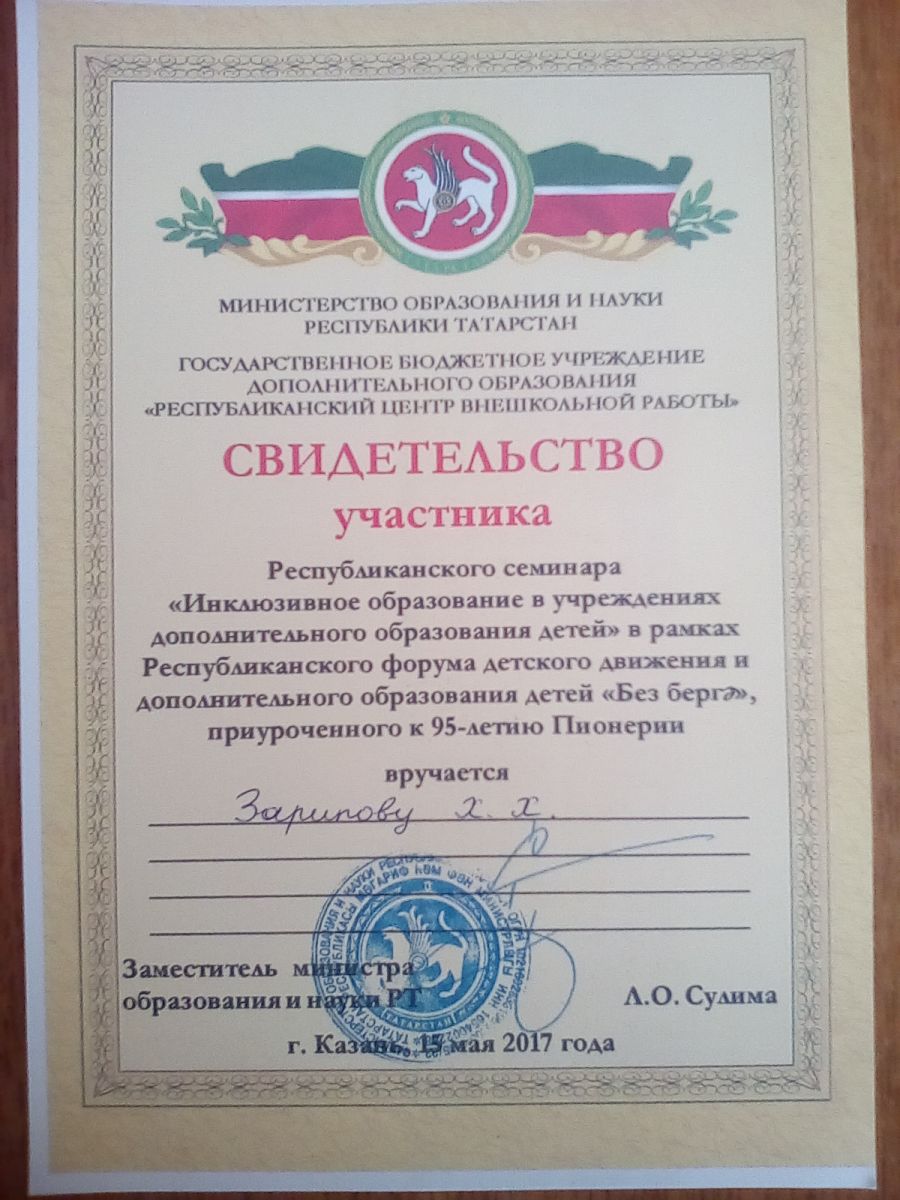 МИНИСТЕРСТВО ОБРАЗОВАНИЯ И НАУКИ
РЕСПУБЛИКИ ТАТАРСТАН
ГОСУДАРСТВЕННОЕ БЮДЖЕТНОЕ УЧРЕЖДЕНИЕ
ДОПОЛНИТЕЛЬНОГО ОБРАЗОВАНИЯ
«РЕСПУБЛИКАНСКИЙ ЦЕНТР ВНЕШКОЛЬНОЙ РАБОТЫ»
СВИДЕТЕЛЬСТВО
участника
Республиканского семинара
«Инклюзивное образование в учреждениях
дополнительного образования детей» в рамках
Республиканского форума детского движения и
дополнительного образования детей «Без бергә»,
приуроченного к 95-летию Пионерии
вручается
Зарипову Х. Х.
Заместитель министра
образования и науки РТ
Л.О. Сулима
г. Казань, 15 мая 2017 года
ТАТАРСТАН